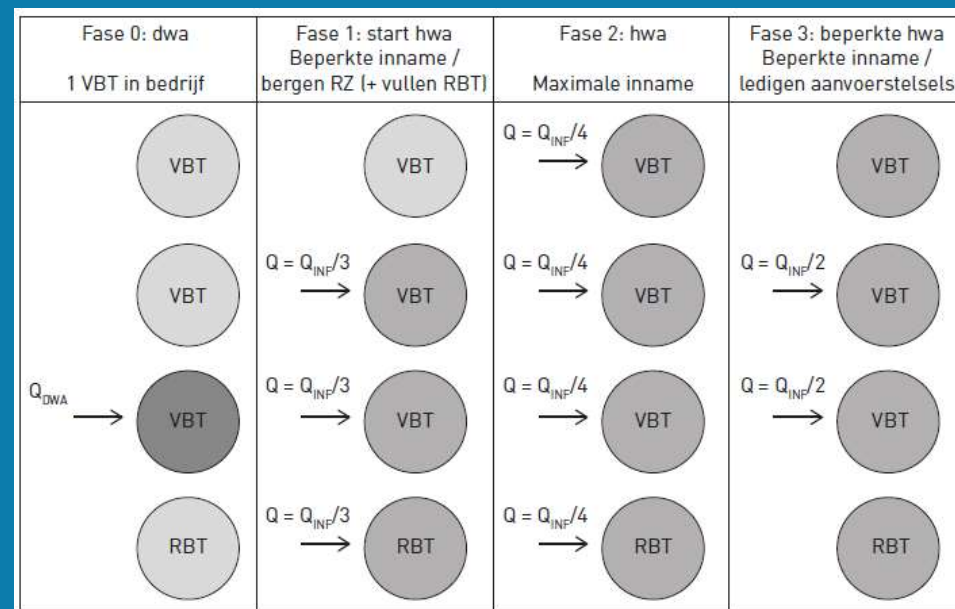 Fase 0: dwa
1 VBT in bedrijf
Fase 1: start hwa
Beperkte inname /
bergen RZ (+ vullen RBT)
Fase 2: hwa
Maximale inname
Fase 3: beperkte hwa
Beperkte inname /
ledigen aanvoerstelsels
Q = Q_INF/4
VBT
VBT
VBT
VBT
Q = Q_INF/3
Q = Q_INF/4
Q = Q_INF/2
VBT
VBT
VBT
VBT
Q_DWA
Q = Q_INF/3
Q = Q_INF/4
Q = Q_INF/2
VBT
VBT
VBT
VBT
Q = Q_INF/3
Q = Q_INF/4
RBT
RBT
RBT
RBT